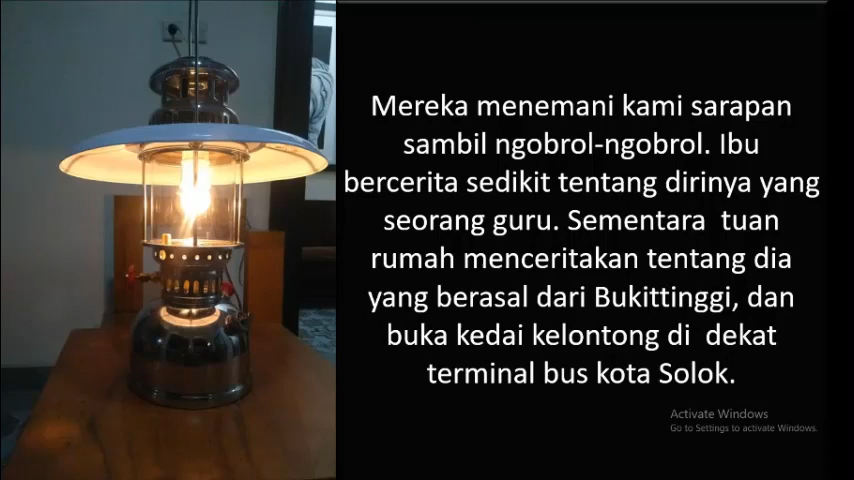 Mereka menemani kami sarapan
sambil ngobrol-ngobrol. Ibu
bercerita sedikit tentang dirinya yang
seorang guru. Sementara  tuan
rumah menceritakan tentang dia
yang berasal dari Bukittinggi, dan
buka kedai kelontong di  dekat
terminal bus kota Solok.
Activate Windows
Go to Settings to activate Windows.